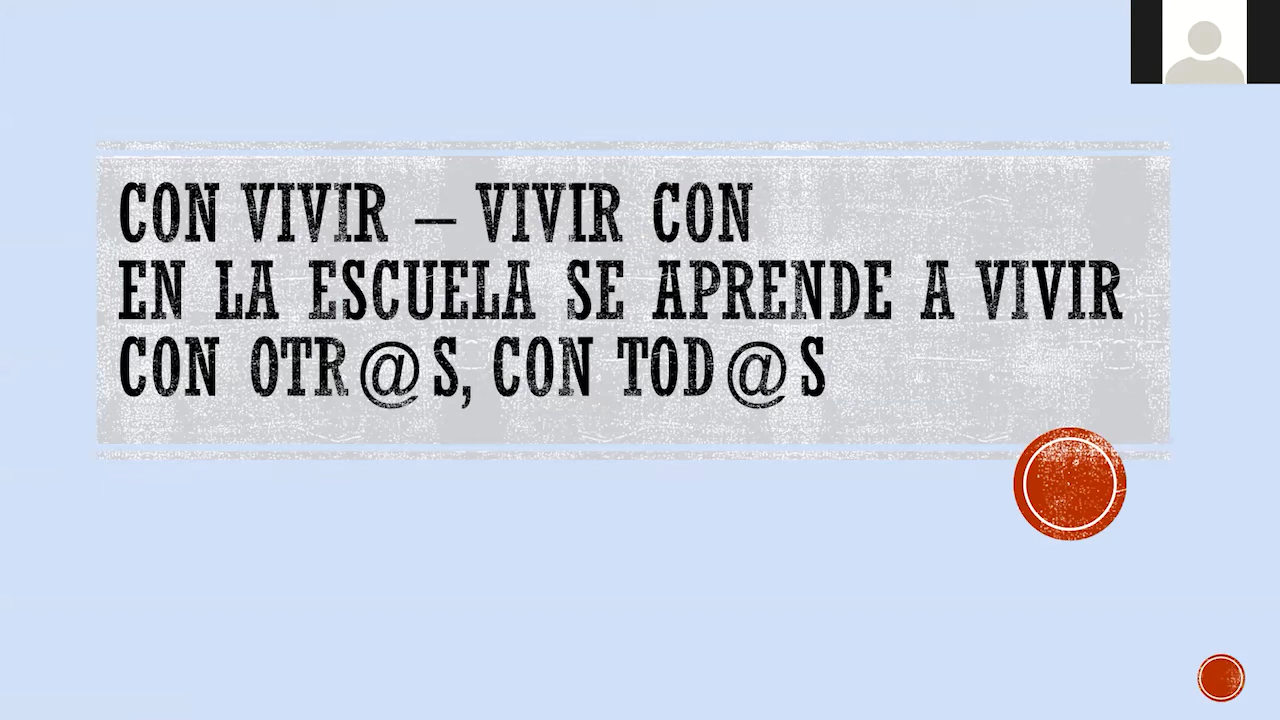 CON VIVIR – VIVIR CON
EN LA ESCUELA SE APRENDE A VIVIR
CON OTR@S, CON TOD@S